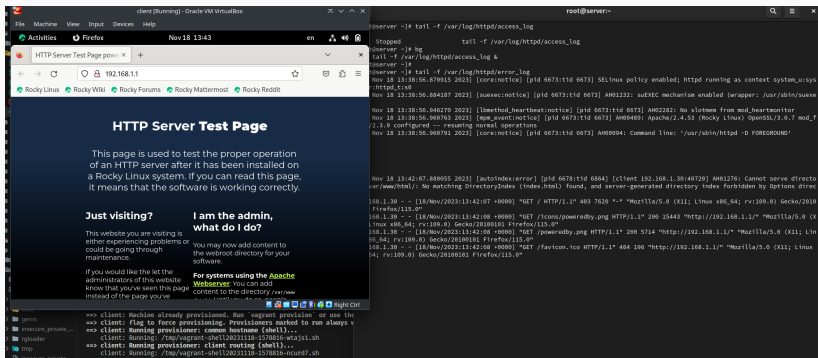 client [Running] - Oracle VM VirtualBox
File Machine View Input Devices Help
Activities Firefox Nov 18 13:43 en
HTTP Server Test Page powe × +
192.168.1.1
Rocky Linux Rocky Wiki Rocky Forums Rocky Mattermost Rocky Reddit
HTTP Server Test Page
This page is used to test the proper operation
of an HTTP server after it has been installed on
a Rocky Linux system. If you can read this page,
it means that the software is working correctly.
Just visiting?
This website you are visiting is
either experiencing problems or
could be going through
maintenance.
If you would like the let the
administrators of this website
know that you've seen this page
instead of the page you've
I am the admin,
what do I do?
You may now add content to
the webroot directory for your
software.
For systems using the Apache
Webserver: You can add
content to the directory /var/www
Right Ctrl
root@server:~
tserver ~]# tail -f /var/log/httpd/access_log
Stopped tail -f /var/log/httpd/access_log
tserver ~]# bg
tail -f /var/log/httpd/access_log &
tserver ~]#
tserver ~]# tail -f /var/log/httpd/error_log
Nov 18 13:38:56.879915 2023] [core:notice] [pid 6673:tid 6673] SELinux policy enabled; httpd running as context system_u:sys
r:httpd_t:s0
Nov 18 13:38:56.884187 2023] [suexec:notice] [pid 6673:tid 6673] AH01232: suEXEC mechanism enabled (wrapper: /usr/sbin/suexe
Nov 18 13:38:56.946270 2023] [lbmethod_heartbeat:notice] [pid 6673:tid 6673] AH02282: No slotmem from mod_heartmonitor
Nov 18 13:38:56.960763 2023] [mpm_event:notice] [pid 6673:tid 6673] AH00489: Apache/2.4.53 (Rocky Linux) OpenSSL/3.0.7 mod_f
/2.3.9 configured -- resuming normal operations
Nov 18 13:38:56.960791 2023] [core:notice] [pid 6673:tid 6673] AH00094: Command line: '/usr/sbin/httpd -D FOREGROUND'
Nov 18 13:42:07.880055 2023] [autoindex:error] [pid 6678:tid 6864] [client 192.168.1.30:40720] AH01276: Cannot serve directo
var/www/html/: No matching DirectoryIndex (index.html) found, and server-generated directory index forbidden by Options direc
168.1.30 - - [18/Nov/2023:13:42:07 +0000] "GET / HTTP/1.1" 403 7620 "-" "Mozilla/5.0 (X11; Linux x86_64; rv:109.0) Gecko/2010
Firefox/115.0"
168.1.30 - - [18/Nov/2023:13:42:08 +0000] "GET /icons/poweredby.png HTTP/1.1" 200 15443 "http://192.168.1.1/" "Mozilla/5.0 (X
Linux x86_64; rv:109.0) Gecko/20100101 Firefox/115.0"
168.1.30 - - [18/Nov/2023:13:42:08 +0000] "GET /poweredby.png HTTP/1.1" 200 5714 "http://192.168.1.1/" "Mozilla/5.0 (X11; Lin
86_64; rv:109.0) Gecko/20100101 Firefox/115.0"
168.1.30 - - [18/Nov/2023:13:42:08 +0000] "GET /favicon.ico HTTP/1.1" 404 196 "http://192.168.1.1/" "Mozilla/5.0 (X11; Linux
64; rv:109.0) Gecko/20100101 Firefox/115.0"
gems
insecure_private_...
rgloader
tmp
==> client: Machine already provisioned. Run `vagrant provision` or use the
==> client: flag to force provisioning. Provisioners marked to run always w
==> client: Running provisioner: common hostname (shell)...
client: Running: /tmp/vagrant-shell20231118-1578816-wtajs1.sh
==> client: Running provisioner: client routing (shell)...
client: Running: /tmp/vagrant-shell20231118-1578816-ncurd7.sh